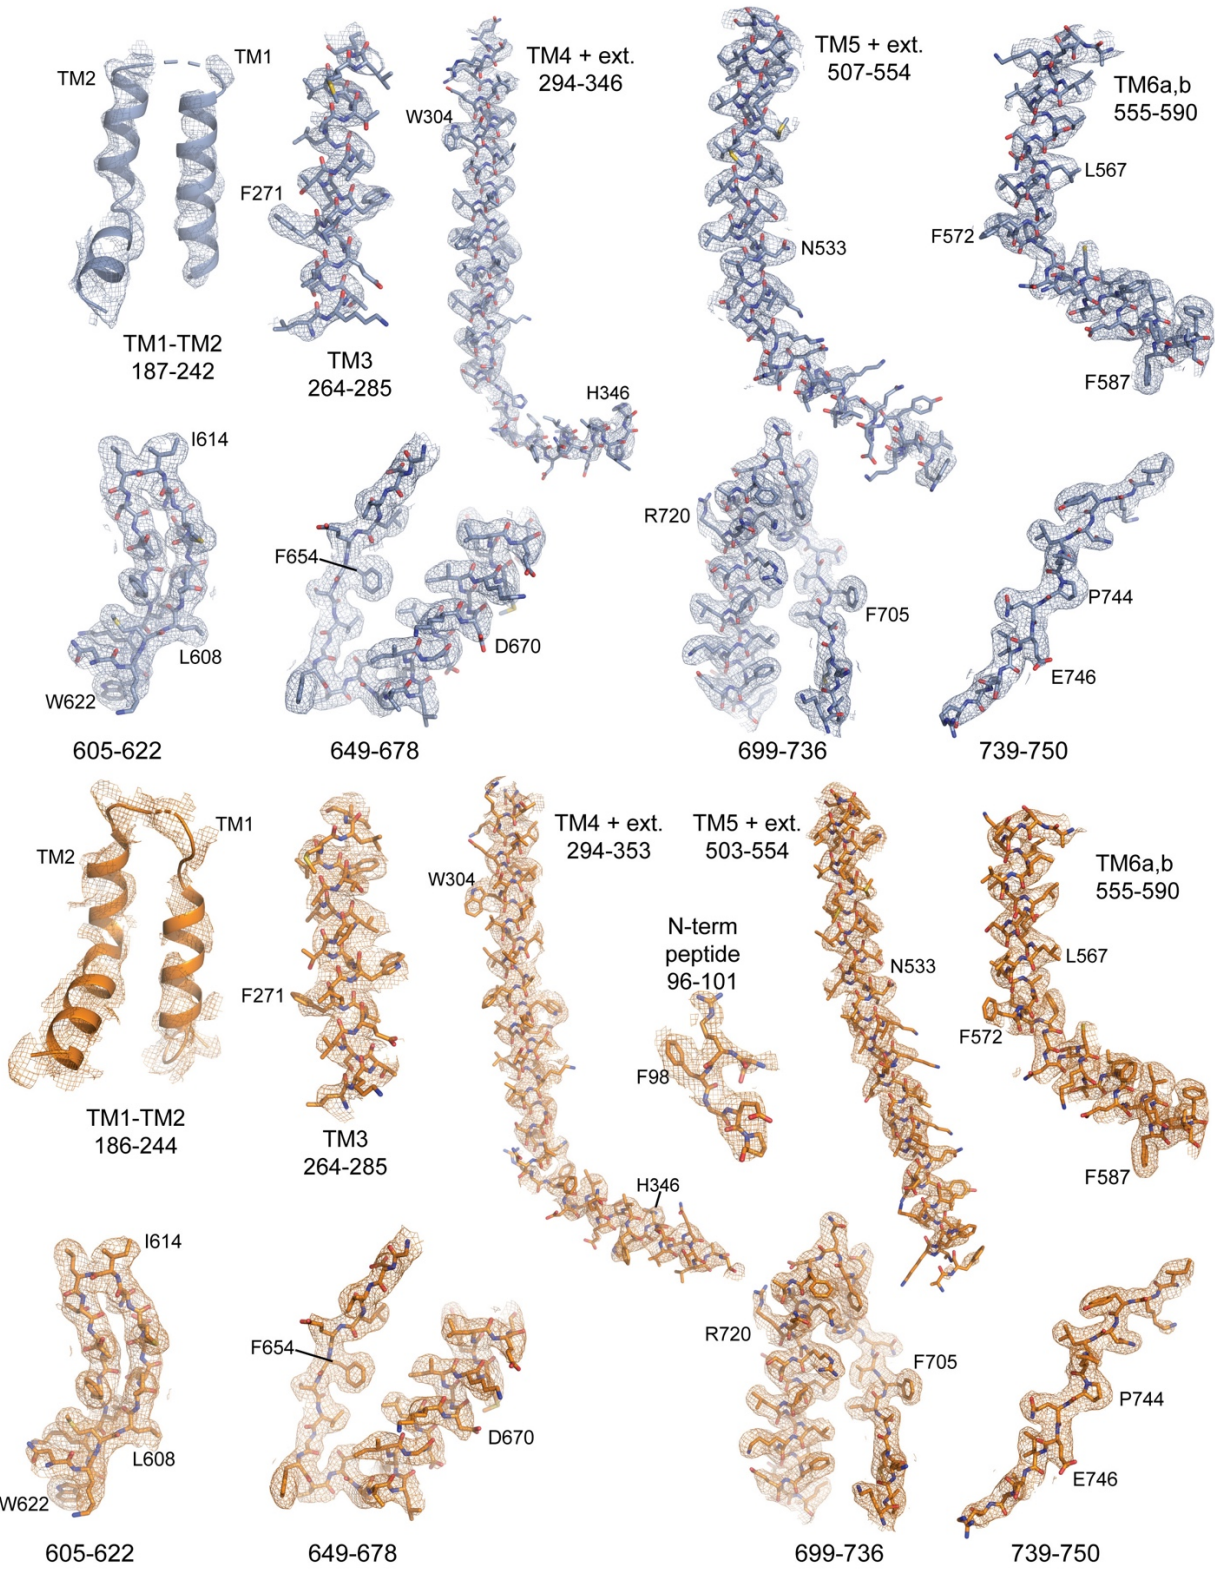 TM2
TM1
TM1-TM2
187-242
F271
TM3
264-285
TM4 + ext.
294-346
W304
H346
TM5 + ext.
507-554
N533
TM6a,b
555-590
L567
F572
F587
I614
L608
W622
605-622
F654
D670
649-678
R720
F705
699-736
P744
E746
739-750
TM2
TM1
TM1-TM2
186-244
F271
TM3
264-285
TM4 + ext.
294-353
W304
H346
N-term
peptide
96-101
F98
TM5 + ext.
503-554
N533
TM6a,b
555-590
L567
F572
F587
I614
L608
W622
605-622
F654
D670
649-678
R720
F705
699-736
P744
E746
739-750